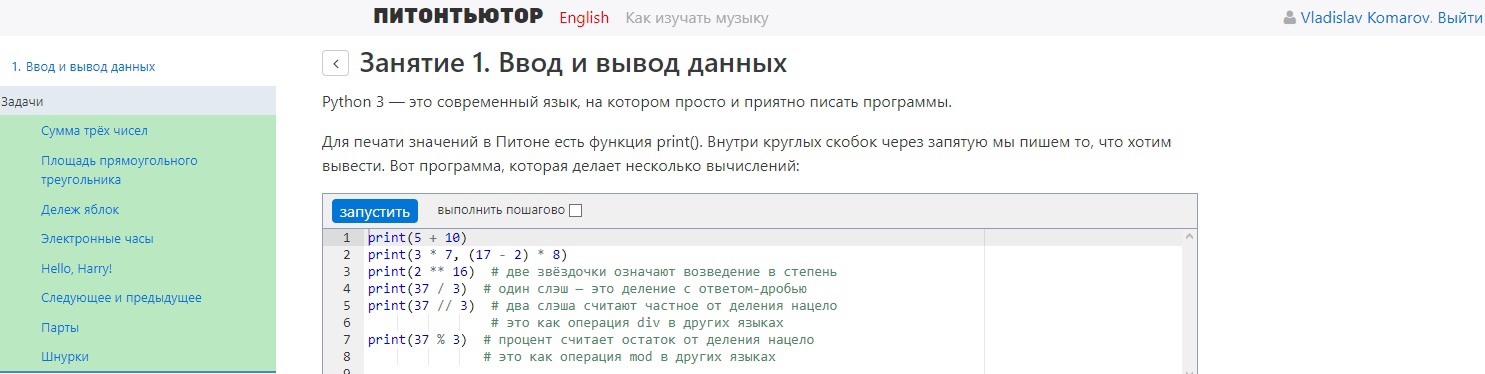 ПИТОНТЬЮТОР English Как изучать музыку Vladislav Komarov. Выйти
1. Ввод и вывод данных
Задачи
Сумма трёх чисел
Площадь прямоугольного
треугольника
Дележ яблок
Электронные часы
Hello, Harry!
Следующее и предыдущее
Парты
Шнурки
< Занятие 1. Ввод и вывод данных
Python 3 — это современный язык, на котором просто и приятно писать программы.
Для печати значений в Питоне есть функция print(). Внутри круглых скобок через запятую мы пишем то, что хотим
вывести. Вот программа, которая делает несколько вычислений:
запустить выполнить пошагово
1 print(5 + 10)
2 print(3 * 7, (17 - 2) * 8)
3 print(2 ** 16)  # две звёздочки означают возведение в степень
4 print(37 / 3)  # один слэш — это деление с ответом-дробью
5 print(37 // 3)  # два слэша считают частное от деления нацело
6 # это как операция div в других языках
7 print(37 % 3)  # процент считает остаток от деления нацело
8 # это как операция mod в других языках
9